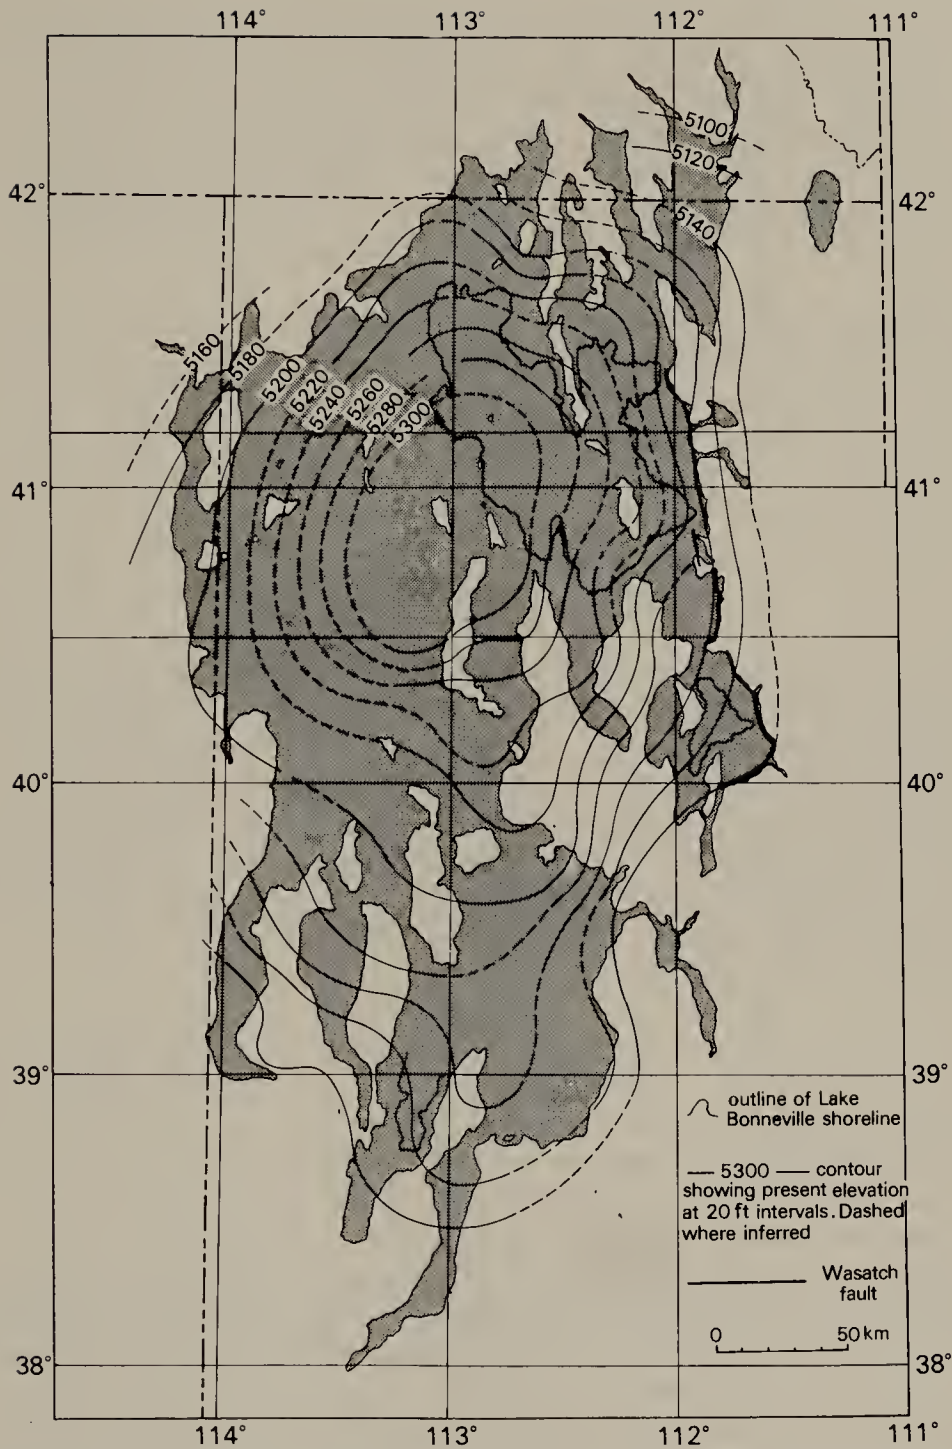 114° 113° 112° 111°
5100
5120
42° 42°
5140
5160
5180
5200
5220
5240
5260
5280
5300
41° 41°
40° 40°
39° 39°
outline of Lake
Bonneville shoreline
— 5300 — contour
showing present elevation
at 20 ft intervals. Dashed
where inferred
Wasatch
fault
0 50 km
38° 38°
114° 113° 112° 111°